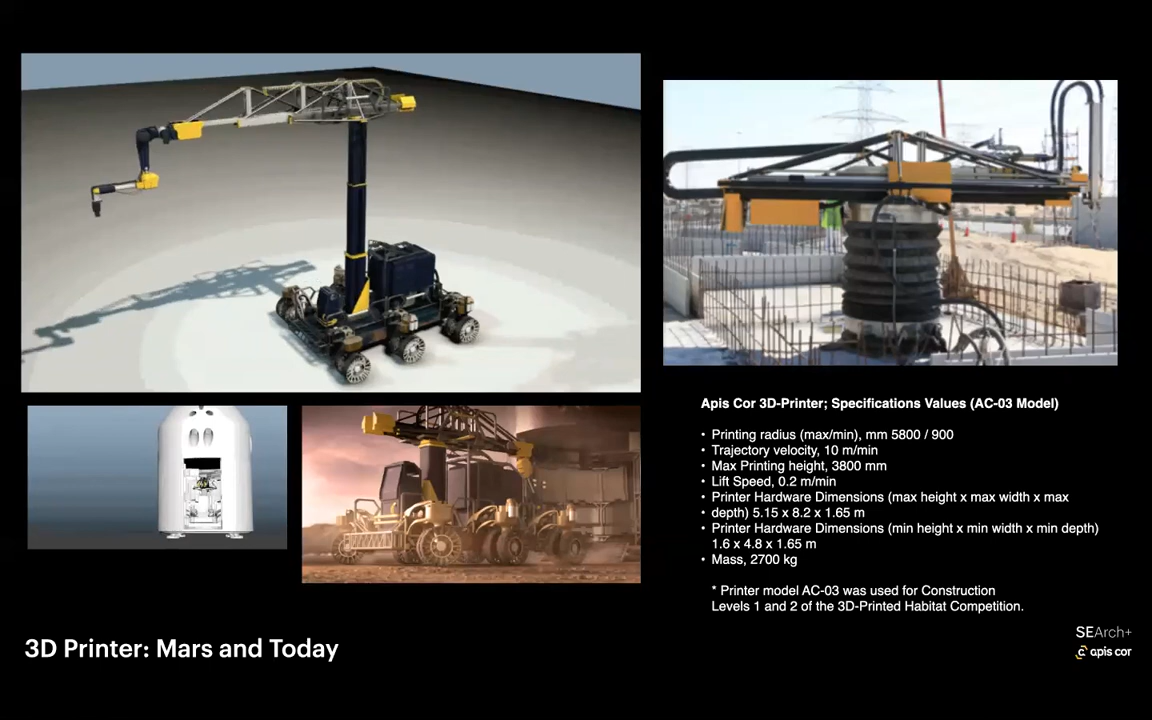 Apis Cor 3D-Printer; Specifications Values (AC-03 Model)
• Printing radius (max/min), mm 5800 / 900
• Trajectory velocity, 10 m/min
• Max Printing height, 3800 mm
• Lift Speed, 0.2 m/min
• Printer Hardware Dimensions (max height x max width x max
• depth) 5.15 x 8.2 x 1.65 m
• Printer Hardware Dimensions (min height x min width x min depth)
1.6 x 4.8 x 1.65 m
• Mass, 2700 kg
* Printer model AC-03 was used for Construction
Levels 1 and 2 of the 3D-Printed Habitat Competition.
3D Printer: Mars and Today
SEArch+
apis cor